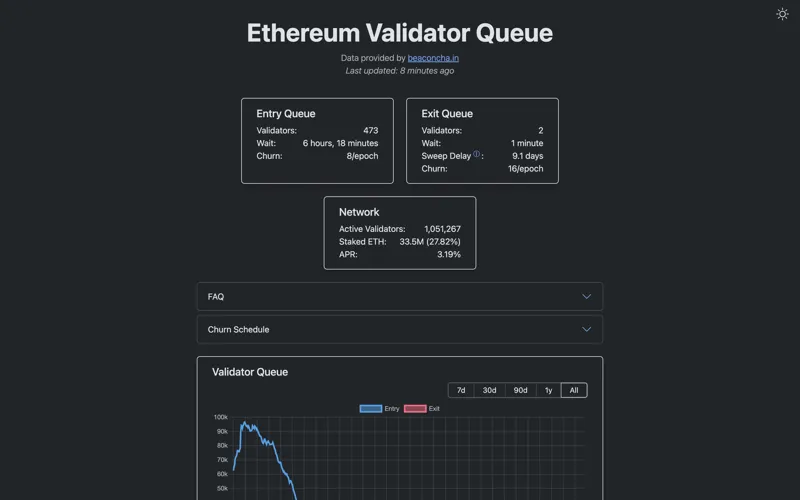 Ethereum Validator Queue
Data provided by beaconcha.in
Last updated: 8 minutes ago
Entry Queue
Validators: 473
Wait: 6 hours, 18 minutes
Churn: 8/epoch
Exit Queue
Validators: 2
Wait: 1 minute
Sweep Delay ⓘ: 9.1 days
Churn: 16/epoch
Network
Active Validators: 1,051,267
Staked ETH: 33.5M (27.82%)
APR: 3.19%
FAQ
Churn Schedule
Validator Queue
7d 30d 90d 1y All
Entry Exit
100k
90k
80k
70k
60k
50k